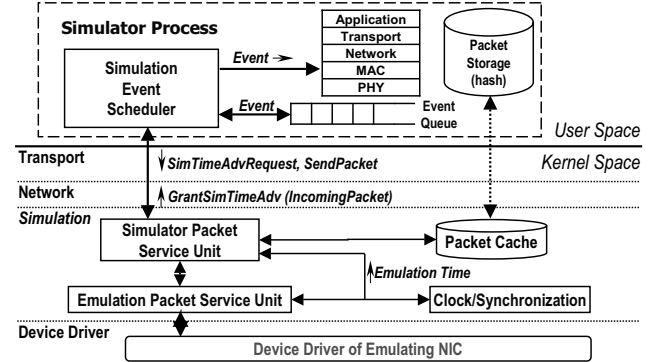 Simulator Process
Application
Transport
Network
MAC
PHY
Packet
Storage
(hash)
Simulation
Event
Scheduler
Event
Event
Event
Queue
User Space
Transport
SimTimeAdvRequest, SendPacket
Kernel Space
Network
GrantSimTimeAdv (IncomingPacket)
Simulation
Simulator Packet
Service Unit
Packet Cache
Emulation Time
Emulation Packet Service Unit
Clock/Synchronization
Device Driver
Device Driver of Emulating NIC